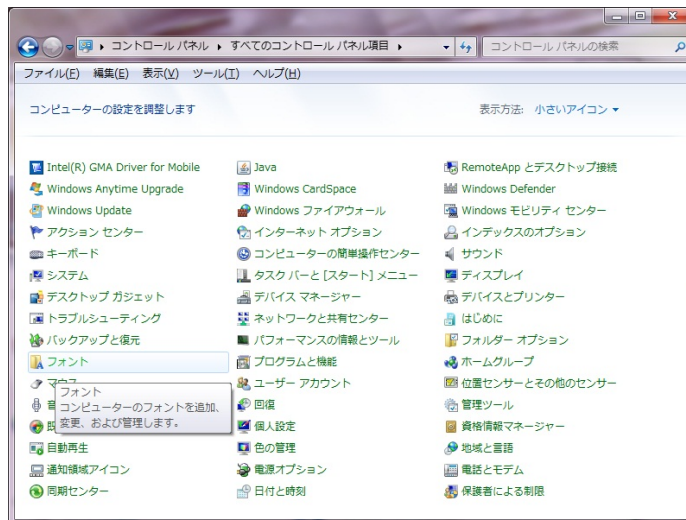 コントロール パネル ▸ すべてのコントロール パネル項目 ▸ コントロール パネルの検索
ファイル(F) 編集(E) 表示(V) ツール(T) ヘルプ(H)
コンピューターの設定を調整します 表示方法: 小さいアイコン
Intel(R) GMA Driver for Mobile Java RemoteApp とデスクトップ接続
Windows Anytime Upgrade Windows CardSpace Windows Defender
Windows Update Windows ファイアウォール Windows モビリティ センター
アクション センター インターネット オプション インデックスのオプション
キーボード コンピューターの簡単操作センター サウンド
システム タスク バーと [スタート] メニュー ディスプレイ
デスクトップ ガジェット デバイス マネージャー デバイスとプリンター
トラブルシューティング ネットワークと共有センター はじめに
バックアップと復元 パフォーマンスの情報とツール フォルダー オプション
フォント プログラムと機能 ホームグループ
ユーザー アカウント 位置センサーとその他のセンサー
フォント
コンピューターのフォントを追加、
変更、および管理します。
回復 管理ツール
個人設定 資格情報マネージャー
自動再生 色の管理 地域と言語
通知領域アイコン 電源オプション 電話とモデム
同期センター 日付と時刻 保護者による制限